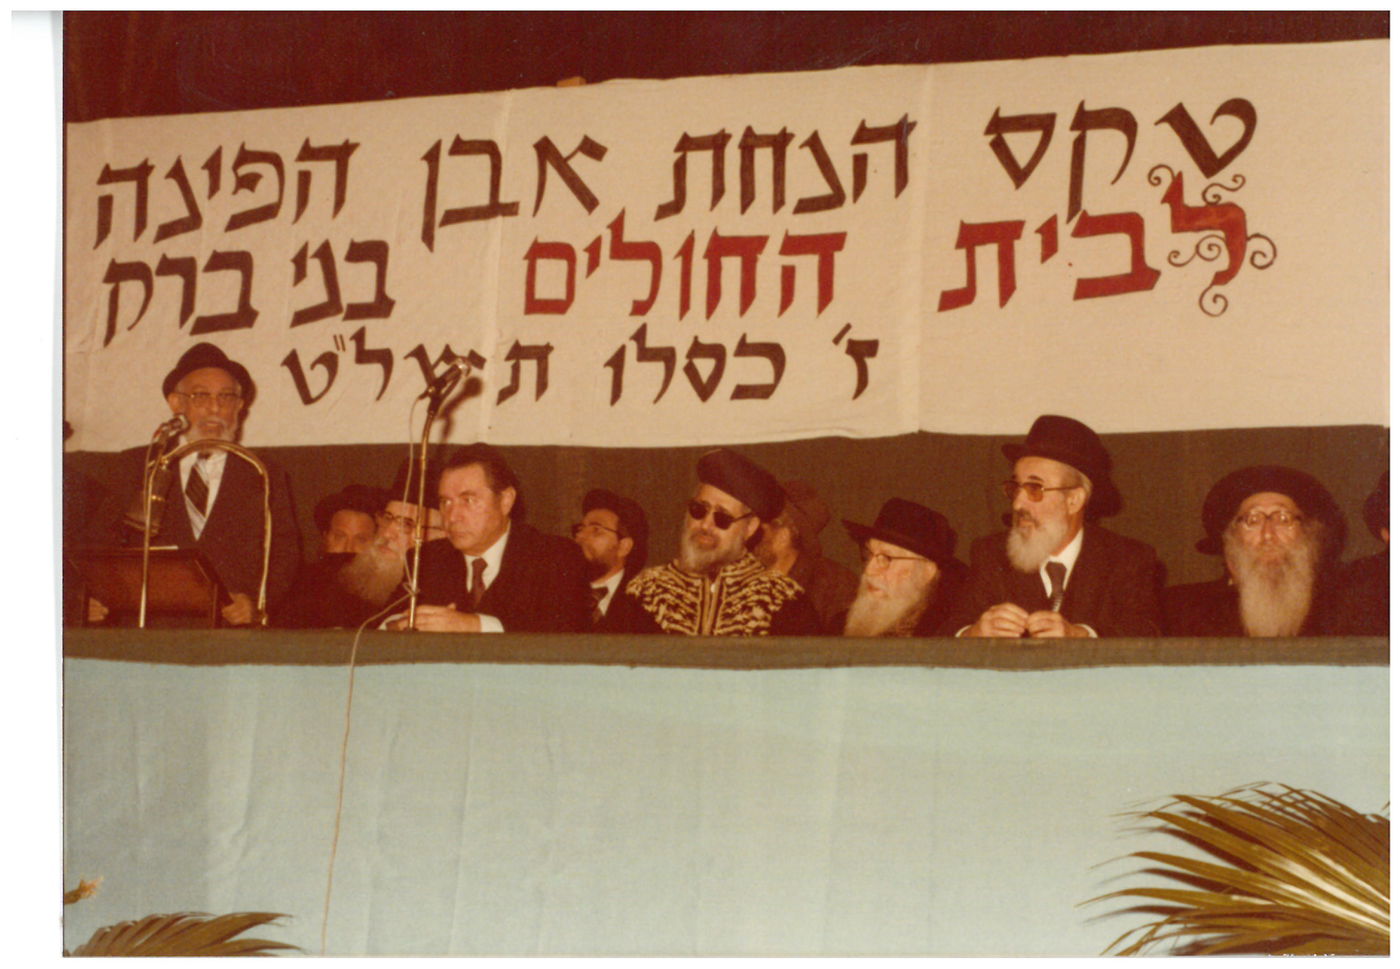 טקס הנחת אבן הפינה
לבית החולים בני ברק
ז' כסלו תשל"ט